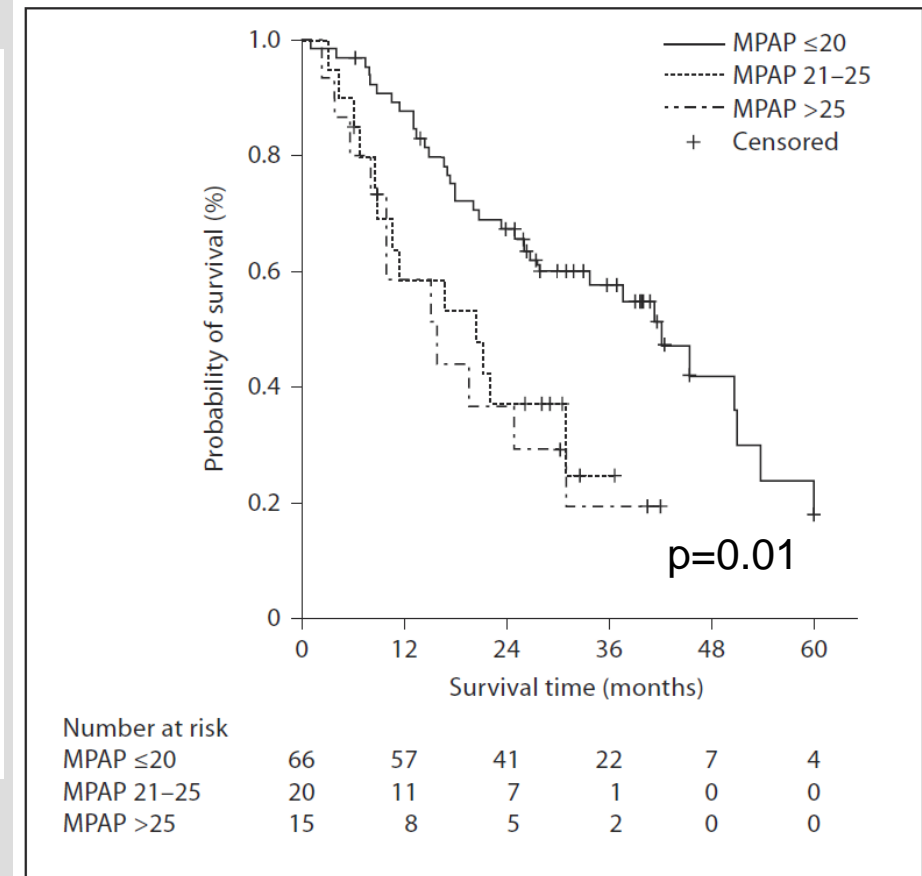 1.0
0.8
0.6
0.4
0.2
0
Probability of survival (%)
MPAP ≤20
MPAP 21–25
MPAP >25
+ Censored
p=0.01
0 12 24 36 48 60
Survival time (months)
Number at risk
MPAP ≤20 66 57 41 22 7 4
MPAP 21–25 20 11 7 1 0 0
MPAP >25 15 8 5 2 0 0